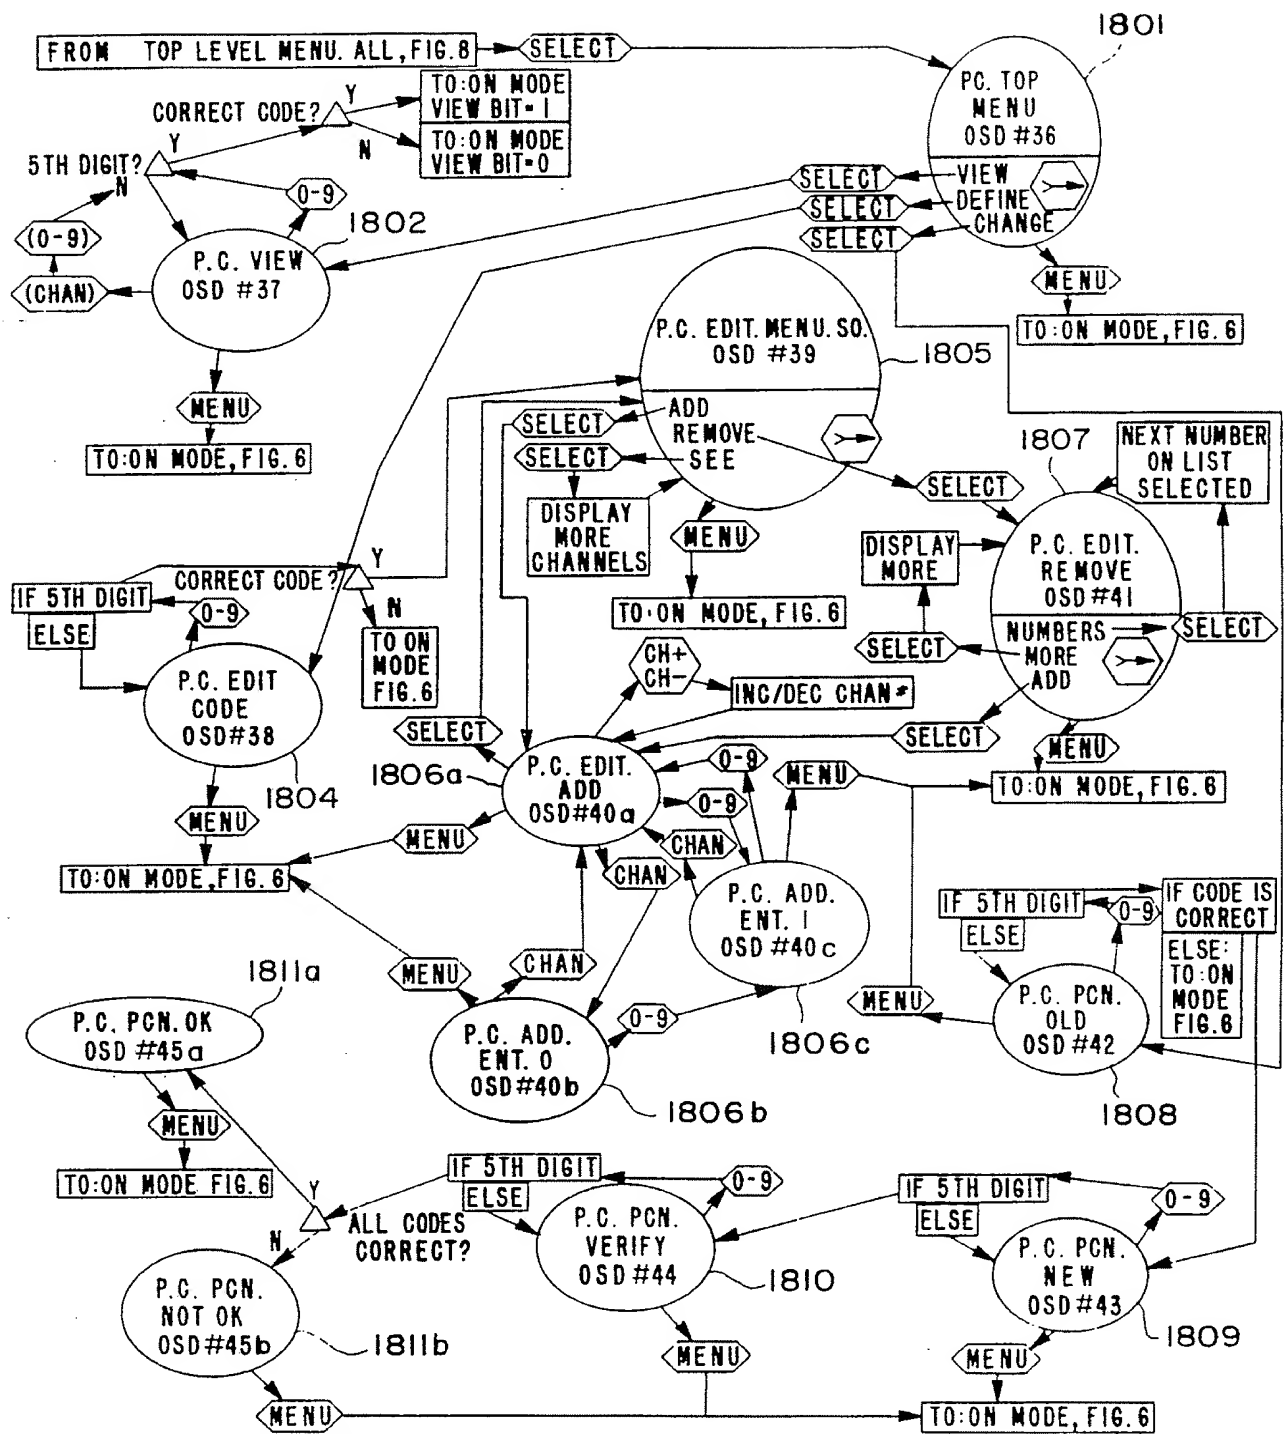 FROM TOP LEVEL MENU. ALL, FIG.8
SELECT
1801
PC. TOP
MENU
OSD #36
VIEW
DEFINE
CHANGE
SELECT
SELECT
SELECT
MENU
TO:ON MODE, FIG. 6
CORRECT CODE?
Y
N
TO:ON MODE
VIEW BIT=1
TO:ON MODE
VIEW BIT=0
5TH DIGIT?
Y
N
0-9
(0-9)
(CHAN)
1802
P.C. VIEW
OSD #37
MENU
TO:ON MODE, FIG. 6
P.C. EDIT. MENU. SO.
OSD #39
1805
ADD
REMOVE
SEE
SELECT
SELECT
DISPLAY
MORE
CHANNELS
MENU
TO:ON MODE, FIG. 6
SELECT
1807
NEXT NUMBER
ON LIST
SELECTED
DISPLAY
MORE
P.C. EDIT.
REMOVE
OSD #41
NUMBERS
MORE
ADD
SELECT
SELECT
SELECT
MENU
TO:ON MODE, FIG. 6
IF 5TH DIGIT
ELSE
CORRECT CODE?
Y
N
0-9
TO ON
MODE
FIG.6
P.C. EDIT
CODE
OSD#38
1804
MENU
TO:ON MODE, FIG.6
CH+
CH-
INC/DEC CHAN#
SELECT
1806a
P.C. EDIT.
ADD
OSD#40a
0-9
0-9
MENU
MENU
CHAN
CHAN
P.C. ADD.
ENT. 1
OSD #40c
1806c
MENU
CHAN
0-9
P.C. ADD.
ENT. 0
OSD#40b
1806b
IF 5TH DIGIT
ELSE
0-9
IF CODE IS
CORRECT
ELSE:
TO:ON
MODE
FIG.6
MENU
P.C. PCN.
OLD
OSD #42
1808
1811a
P.C. PCN. OK
OSD #45a
MENU
TO:ON MODE FIG.6
Y
N
ALL CODES
CORRECT?
IF 5TH DIGIT
ELSE
0-9
P.C. PCN.
VERIFY
OSD #44
1810
MENU
IF 5TH DIGIT
ELSE
0-9
P.C. PCN.
NEW
OSD #43
1809
MENU
TO:ON MODE, FIG.6
P.C. PCN.
NOT OK
OSD #45b
1811b
MENU